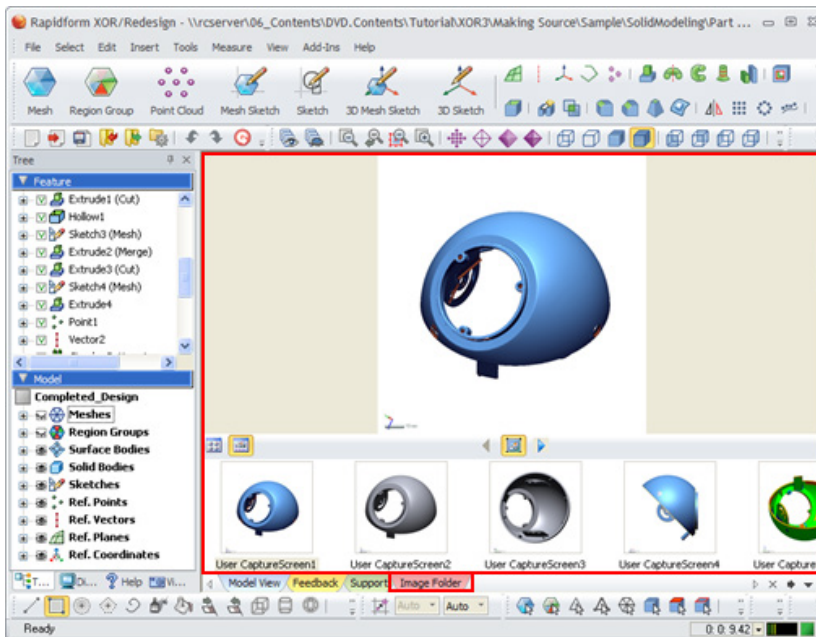 Rapidform XOR/Redesign - \\rcserver\06_Contents\DVD.Contents\Tutorial\XOR3\Making Source\Sample\SolidModeling\Part ...
File Select Edit Insert Tools Measure View Add-Ins Help
Mesh Region Group Point Cloud Mesh Sketch Sketch 3D Mesh Sketch 3D Sketch
Tree
Feature
Extrude1 (Cut)
Hollow1
Sketch3 (Mesh)
Extrude2 (Merge)
Extrude3 (Cut)
Sketch4 (Mesh)
Extrude4
Point1
Vector2
Model
Completed_Design
Meshes
Region Groups
Surface Bodies
Solid Bodies
Sketches
Ref. Points
Ref. Vectors
Ref. Planes
Ref. Coordinates
User CaptureScreen1 User CaptureScreen2 User CaptureScreen3 User CaptureScreen4 User Capture
T... Di... Help Vi... Model View Feedback Support Image Folder
Auto Auto
Ready 0: 0: 9.42